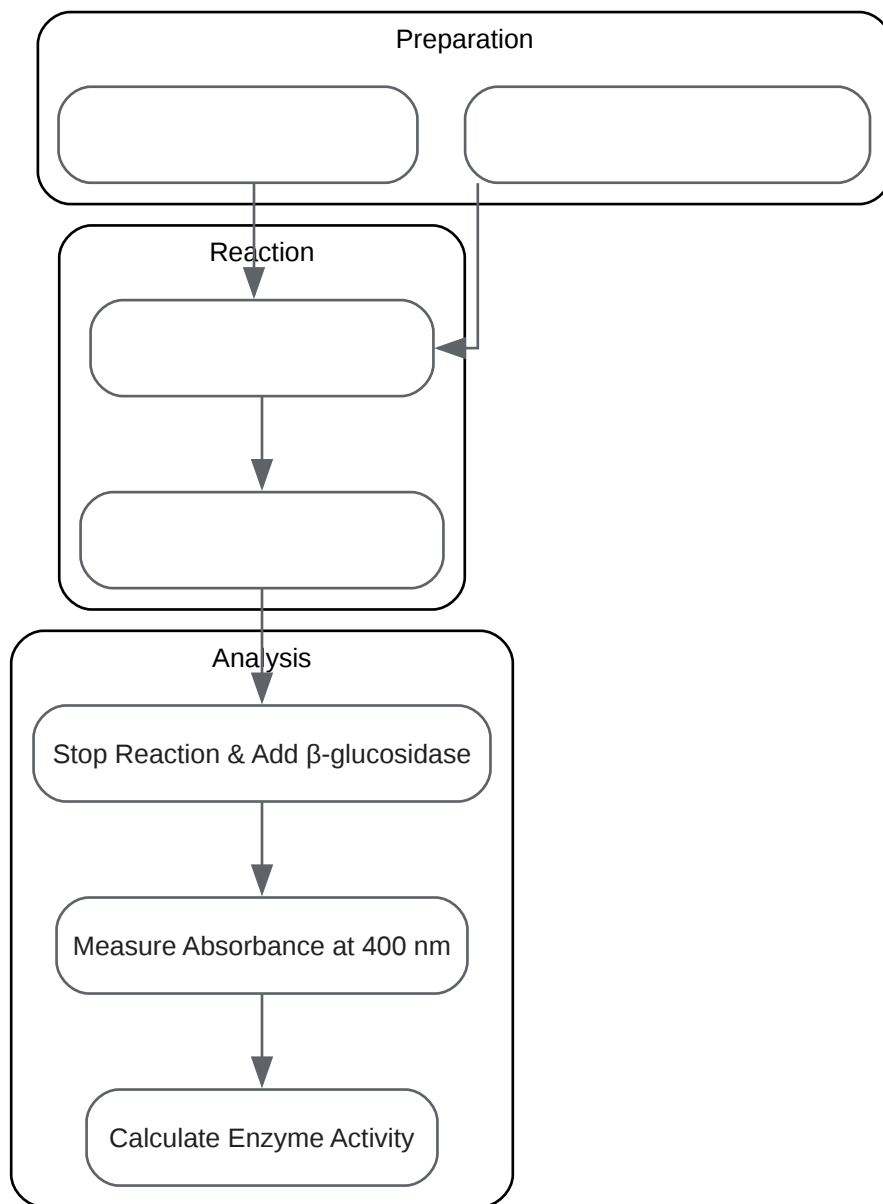 Preparation
Reaction
Analysis
Stop Reaction & Add β-glucosidase
Measure Absorbance at 400 nm
Calculate Enzyme Activity